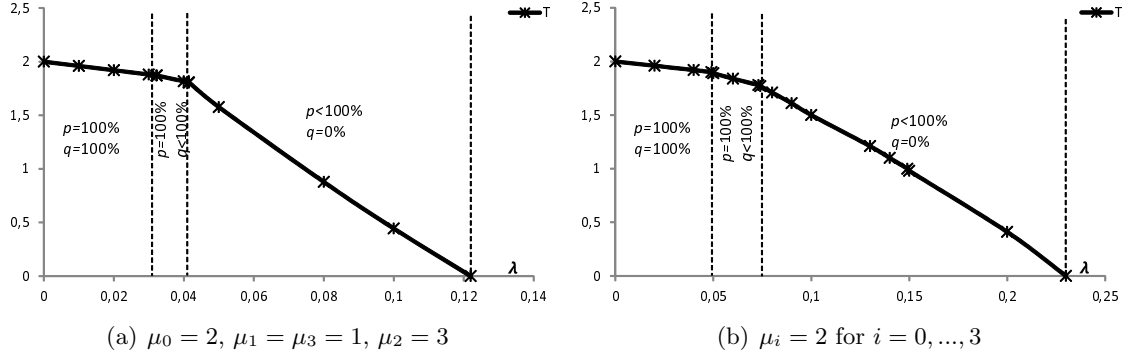 2,5
2
1,5
1
0,5
0
0
0,02
0,04
0,06
0,08
0,1
0,12
0,14
T
p=100%
q=100%
p=100%
q<100%
p<100%
q=0%
λ
(a) μ₀ = 2, μ₁ = μ₃ = 1, μ₂ = 3
2,5
2
1,5
1
0,5
0
0
0,05
0,1
0,15
0,2
0,25
T
p=100%
q=100%
p=100%
q<100%
p<100%
q=0%
λ
(b) μᵢ = 2 for i = 0, ..., 3